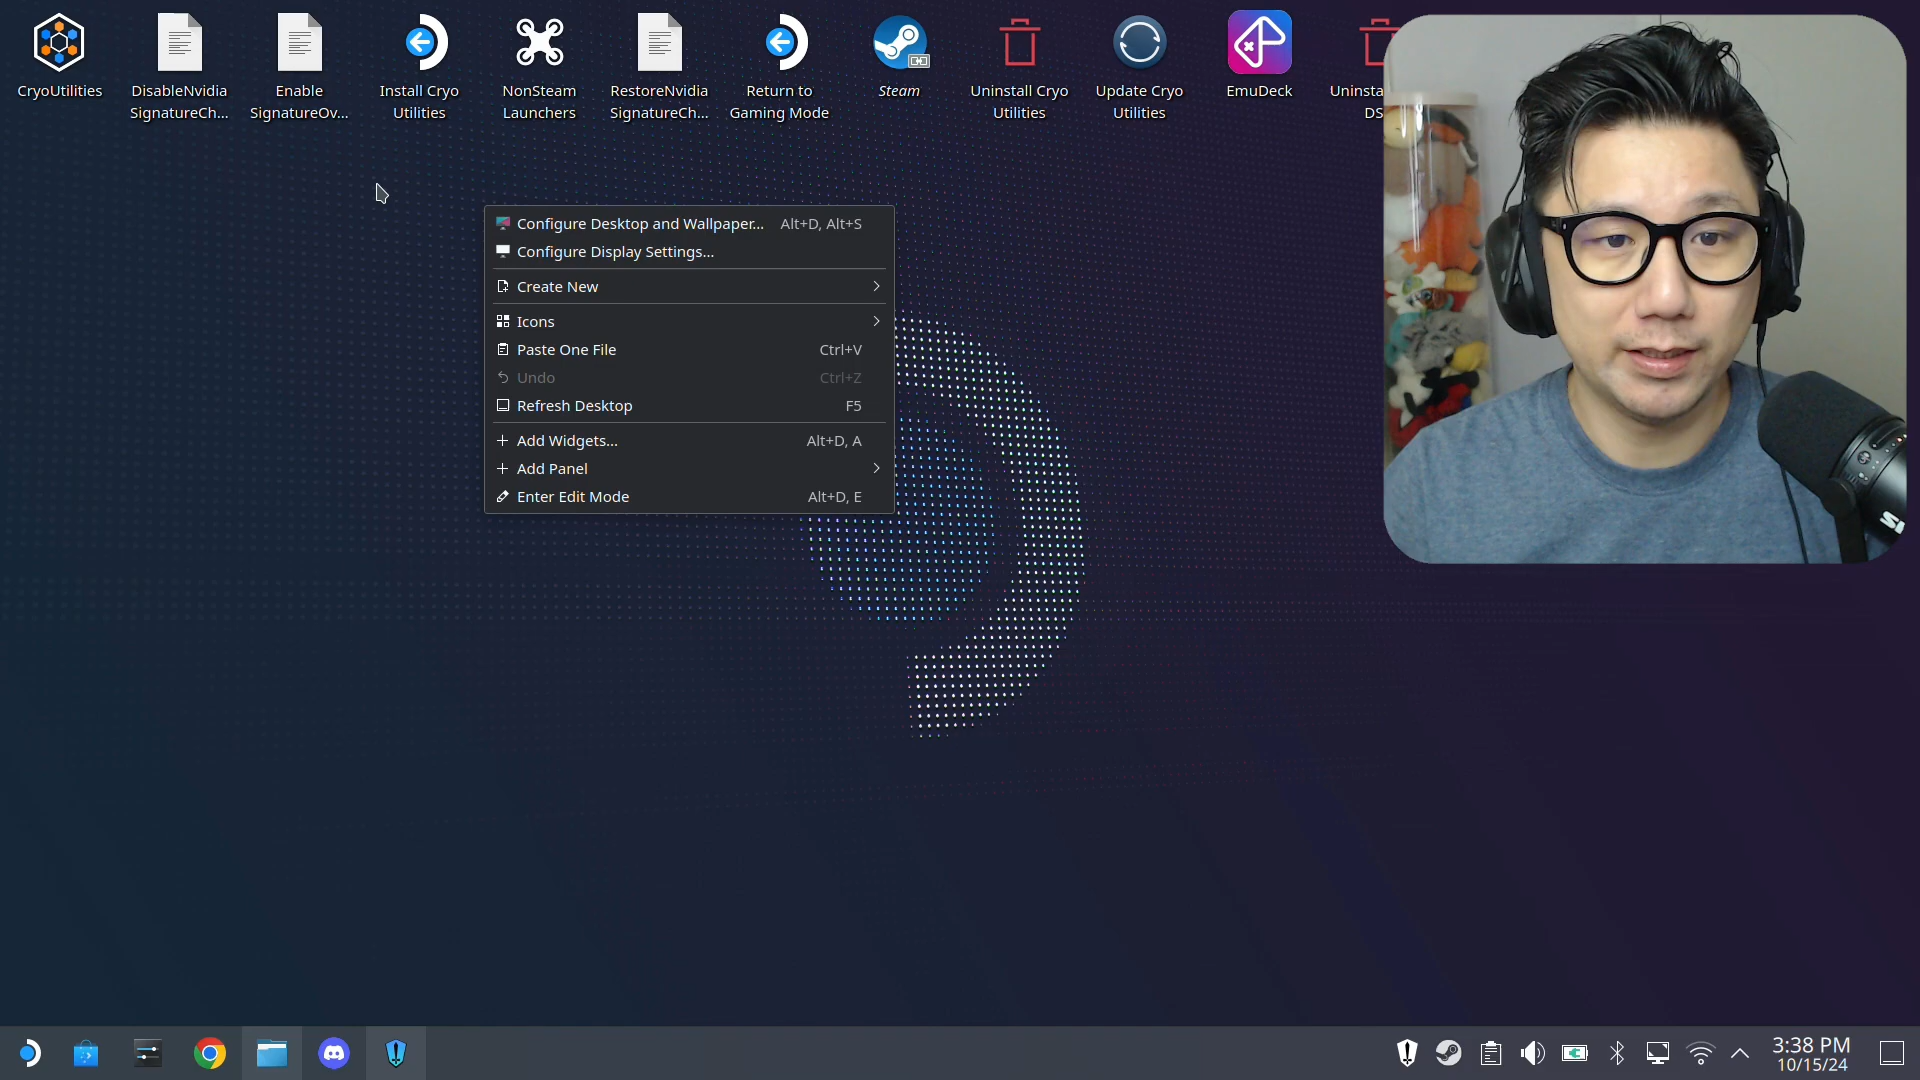 CryoUtilities
DisableNvidia
SignatureCh...
Enable
SignatureOv...
Install Cryo
Utilities
NonSteam
Launchers
RestoreNvidia
SignatureCh...
Return to
Gaming Mode
Steam
Uninstall Cryo
Utilities
Update Cryo
Utilities
EmuDeck
Uninsta
DS
Configure Desktop and Wallpaper... Alt+D, Alt+S
Configure Display Settings...
Create New
Icons
Paste One File Ctrl+V
Undo Ctrl+Z
Refresh Desktop F5
Add Widgets... Alt+D, A
Add Panel
Enter Edit Mode Alt+D, E
3:38 PM
10/15/24